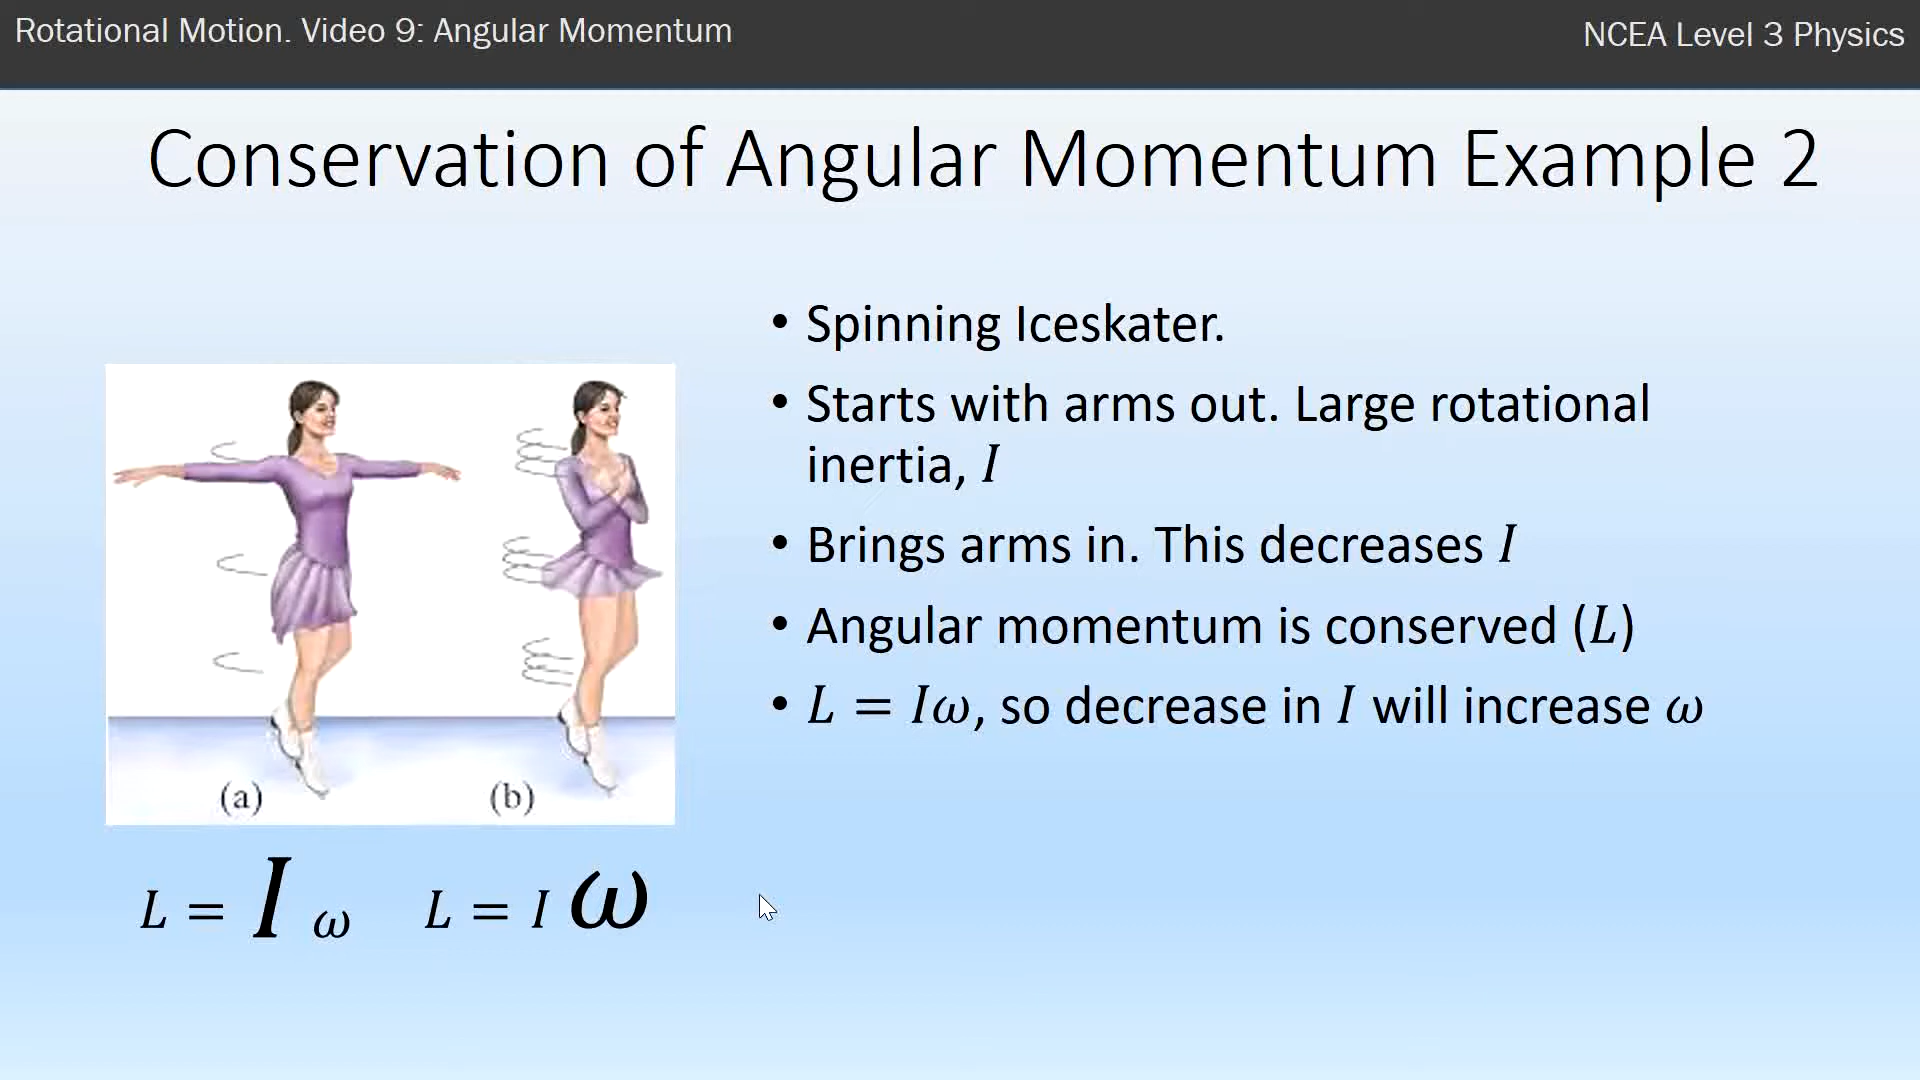 Rotational Motion. Video 9: Angular Momentum
NCEA Level 3 Physics
Conservation of Angular Momentum Example 2
• Spinning Iceskater.
• Starts with arms out. Large rotational
inertia, I
• Brings arms in. This decreases I
• Angular momentum is conserved (L)
• L = Iω, so decrease in I will increase ω
(a)
(b)
L = I ω
L = I ω